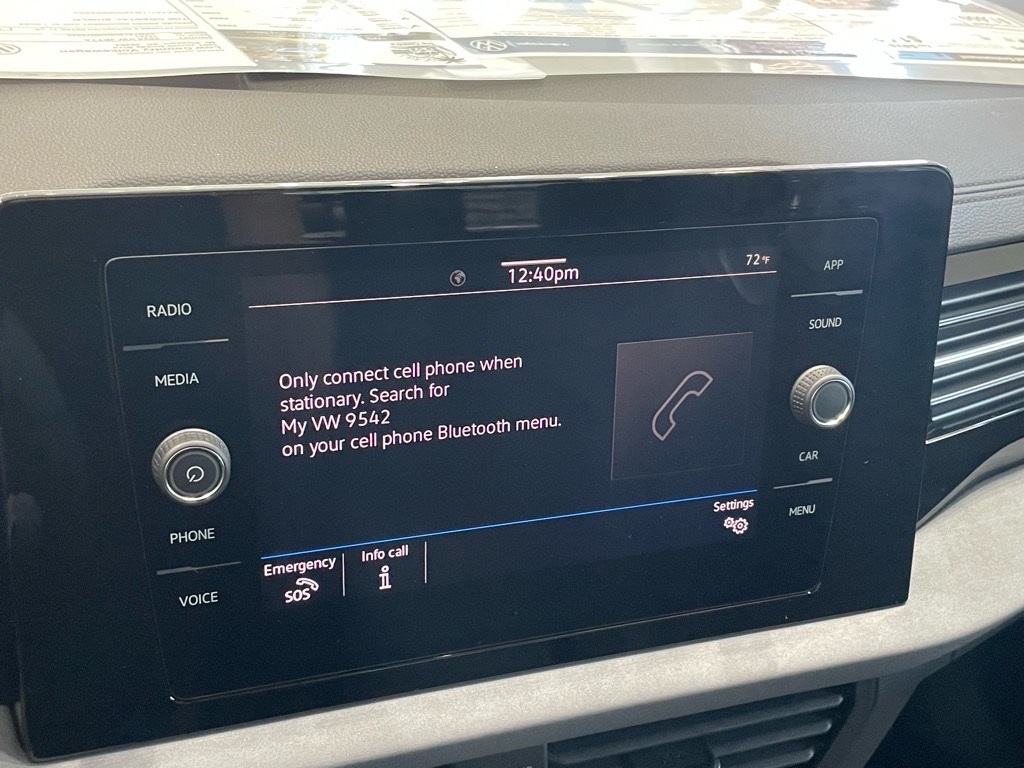 12:40pm
72°F
RADIO
MEDIA
PHONE
VOICE
Only connect cell phone when
stationary. Search for
My VW 9542
on your cell phone Bluetooth menu.
Emergency
SOS
Info call
i
Settings
APP
SOUND
CAR
MENU